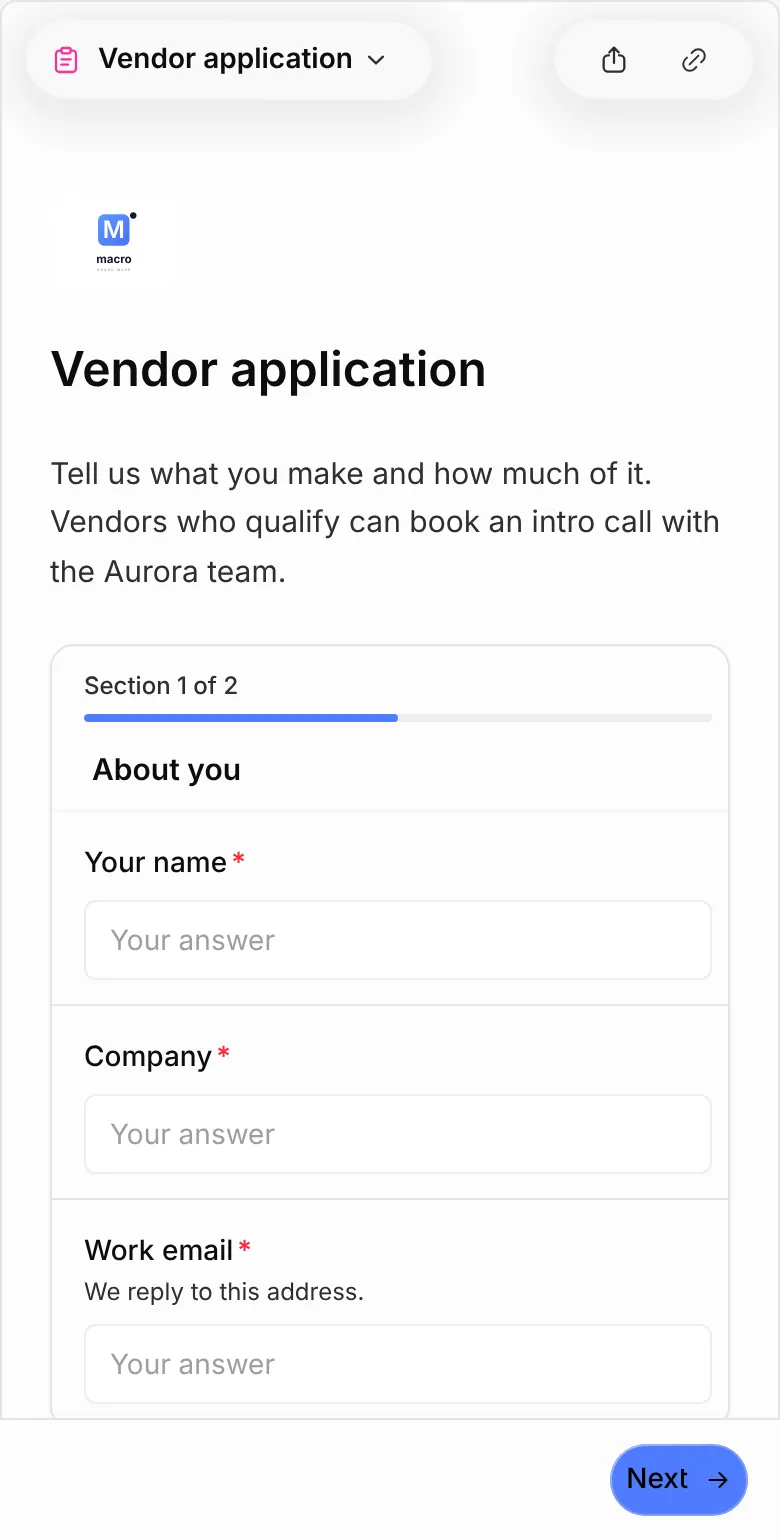 Vendor application
M
macro
Vendor application
Tell us what you make and how much of it.
Vendors who qualify can book an intro call with
the Aurora team.
Section 1 of 2
About you
Your name *
Your answer
Company *
Your answer
Work email *
We reply to this address.
Your answer
Next →